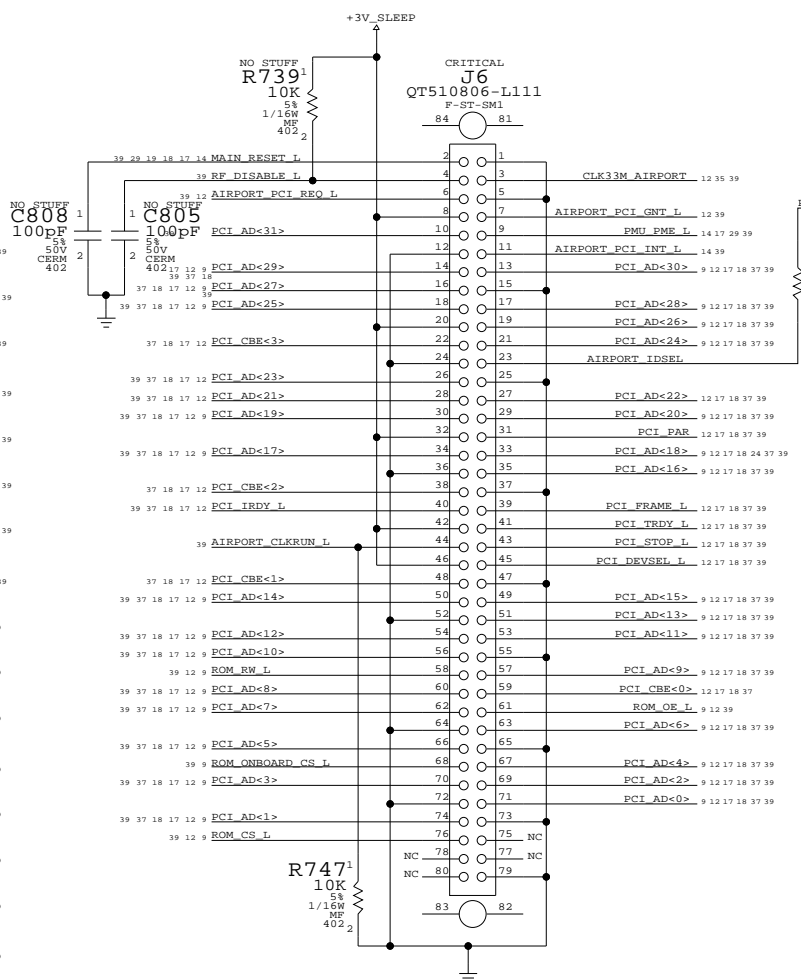 +3V_SLEEP
NO STUFF
R739 1
10K
5%
1/16W
MF
402 2
CRITICAL
J6
QT510806-L111
F-ST-SM1
84 81
39 29 19 18 17 14 MAIN_RESET_L 2 1
39 RF_DISABLE_L 4 3 CLK33M_AIRPORT 12 35 39
39 12 AIRPORT_PCI_REQ_L 6 5
8 7 AIRPORT_PCI_GNT_L 12 39
NO STUFF
C808 1
100pF
5%
50V
CERM
402 2
NO STUFF
1 C805
100pF
5%
50V
CERM
2 402
PCI_AD<31> 10 9 PMU_PME_L 14 17 29 39
12 11 AIRPORT_PCI_INT_L 14 39
17 12 9 PCI_AD<29> 14 13 PCI_AD<30> 9 12 17 18 37 39
39 37 18
37 18 17 12 9 PCI_AD<27> 16 15
39
39 37 18 17 12 9 PCI_AD<25> 18 17 PCI_AD<28> 9 12 17 18 37 39
20 19 PCI_AD<26> 9 12 17 18 37 39
37 18 17 12 PCI_CBE<3> 22 21 PCI_AD<24> 9 12 17 18 37 39
24 23 AIRPORT_IDSEL
39 37 18 17 12 PCI_AD<23> 26 25
39 37 18 17 12 PCI_AD<21> 28 27 PCI_AD<22> 12 17 18 37 39
39 37 18 17 12 9 PCI_AD<19> 30 29 PCI_AD<20> 9 12 17 18 37 39
32 31 PCI_PAR 12 17 18 37 39
39 37 18 17 12 9 PCI_AD<17> 34 33 PCI_AD<18> 9 12 17 18 24 37 39
36 35 PCI_AD<16> 9 12 17 18 37 39
37 18 17 12 PCI_CBE<2> 38 37
39 37 18 17 12 PCI_IRDY_L 40 39 PCI_FRAME_L 12 17 18 37 39
42 41 PCI_TRDY_L 12 17 18 37 39
39 AIRPORT_CLKRUN_L 44 43 PCI_STOP_L 12 17 18 37 39
46 45 PCI_DEVSEL_L 12 17 18 37 39
37 18 17 12 PCI_CBE<1> 48 47
39 37 18 17 12 9 PCI_AD<14> 50 49 PCI_AD<15> 9 12 17 18 37 39
52 51 PCI_AD<13> 9 12 17 18 37 39
39 37 18 17 12 9 PCI_AD<12> 54 53 PCI_AD<11> 9 12 17 18 37 39
39 37 18 17 12 9 PCI_AD<10> 56 55
39 12 9 ROM_RW_L 58 57 PCI_AD<9> 9 12 17 18 37 39
39 37 18 17 12 9 PCI_AD<8> 60 59 PCI_CBE<0> 12 17 18 37
39 37 18 17 12 9 PCI_AD<7> 62 61 ROM_OE_L 9 12 39
64 63 PCI_AD<6> 9 12 17 18 37 39
39 37 18 17 12 9 PCI_AD<5> 66 65
39 9 ROM_ONBOARD_CS_L 68 67 PCI_AD<4> 9 12 17 18 37 39
39 37 18 17 12 9 PCI_AD<3> 70 69 PCI_AD<2> 9 12 17 18 37 39
72 71 PCI_AD<0> 9 12 17 18 37 39
39 37 18 17 12 9 PCI_AD<1> 74 73
39 12 9 ROM_CS_L 76 75 NC
NC 78 77 NC
NC 80 79
R747 1
10K
5%
1/16W
MF
402 2
83 82